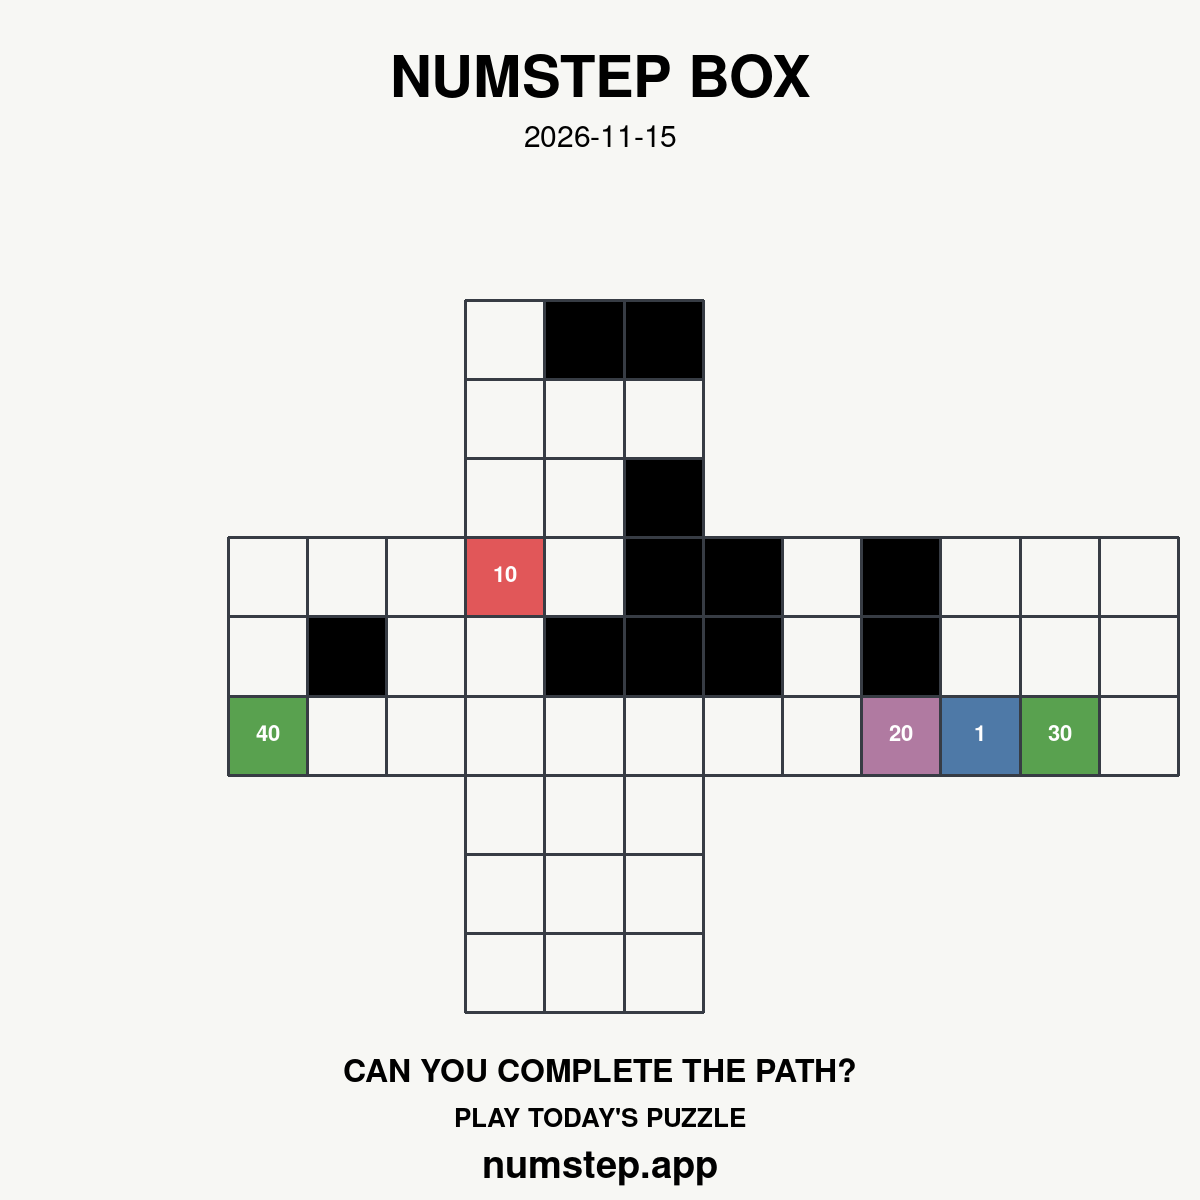 NUMSTEP BOX
2026-11-15
10
40 20 1 30
CAN YOU COMPLETE THE PATH?
PLAY TODAY'S PUZZLE
numstep.app